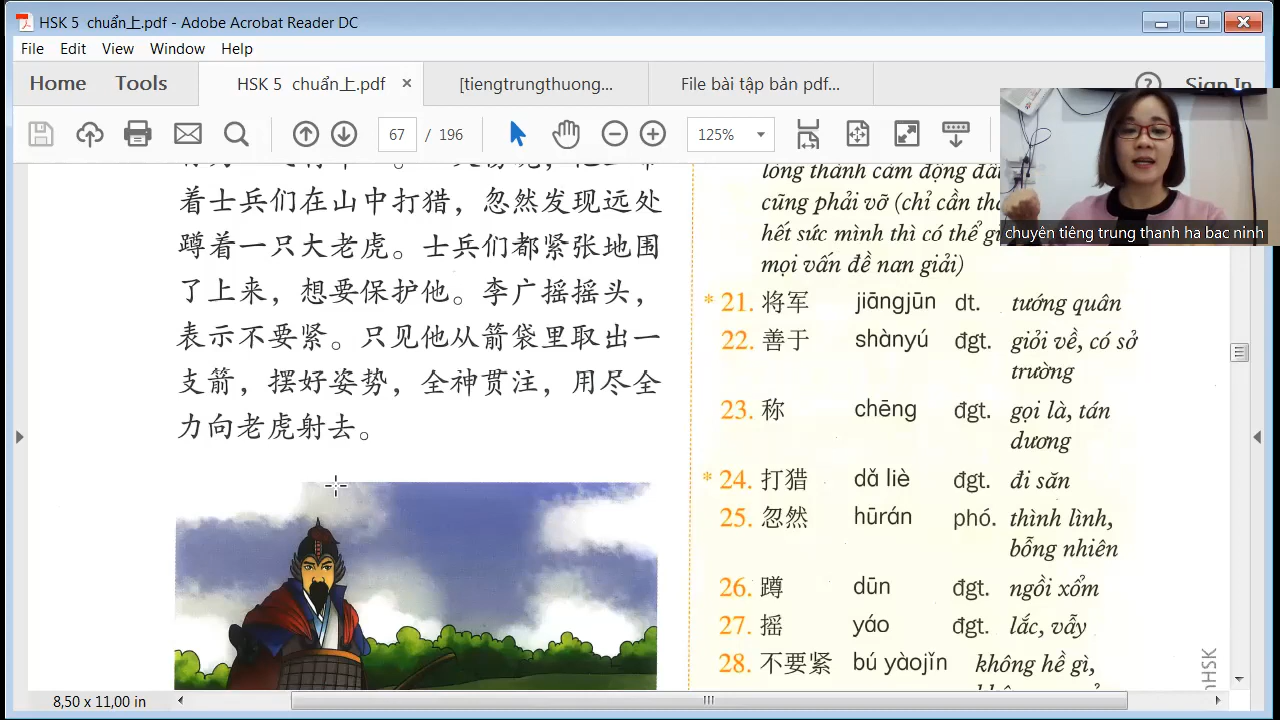 HSK 5 chuẩn上.pdf - Adobe Acrobat Reader DC
File Edit View Window Help
Home Tools HSK 5 chuẩn上.pdf × [tiengtrungthuong... File bài tập bản pdf... Sign In
67 / 196 125%
着士兵们在山中打猎，忽然发现远处
蹲着一只大老虎。士兵们都紧张地围
了上来，想要保护他。李广摇摇头，
表示不要紧。只见他从箭袋里取出一
支箭，摆好姿势，全神贯注，用尽全
力向老虎射去。
lòng thành cảm động
cũng phải vỡ (chỉ cần
hết sức mình thì có thể
mọi vấn đề nan giải)
* 21. 将军 jiāngjūn dt. tướng quân
22. 善于 shànyú đgt. giỏi về, có sở
trường
23. 称 chēng đgt. gọi là, tán
dương
* 24. 打猎 dǎ liè đgt. đi săn
25. 忽然 hūrán phó. thình lình,
bỗng nhiên
26. 蹲 dūn đgt. ngồi xổm
27. 摇 yáo đgt. lắc, vẫy
28. 不要紧 bú yàojǐn không hề gì,
chuyên tiêng trung thanh ha bac ninh
8,50 x 11,00 in